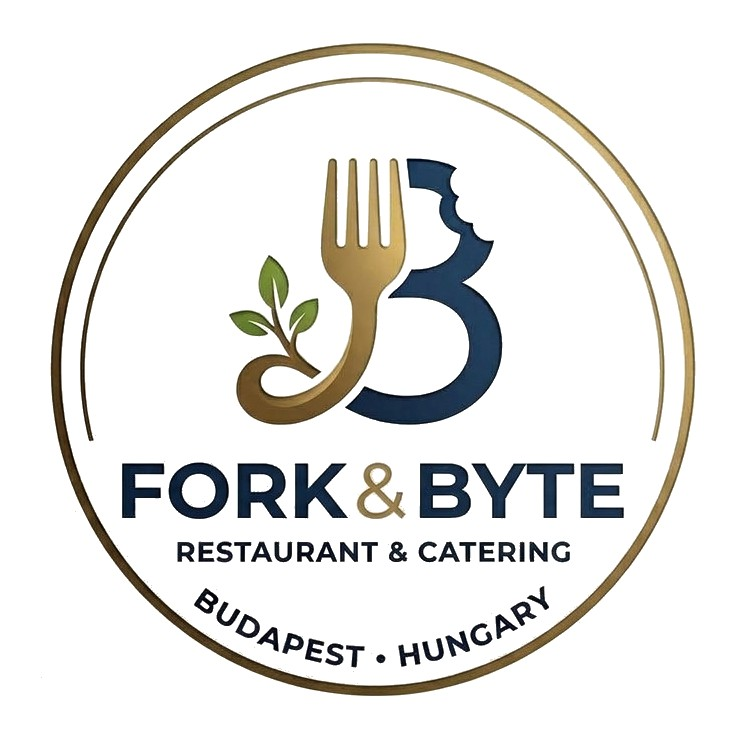 FORK & BYTE
RESTAURANT & CATERING
BUDAPEST • HUNGARY